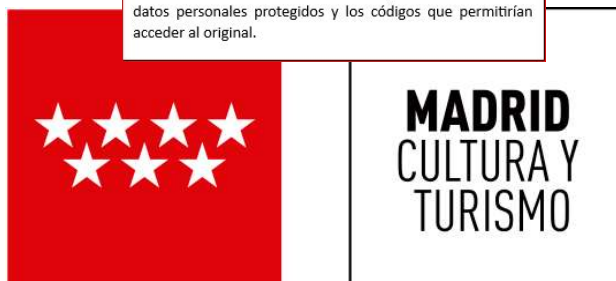 datos personales protegidos y los códigos que permitirían
acceder al original.
MADRID
CULTURA Y
TURISMO